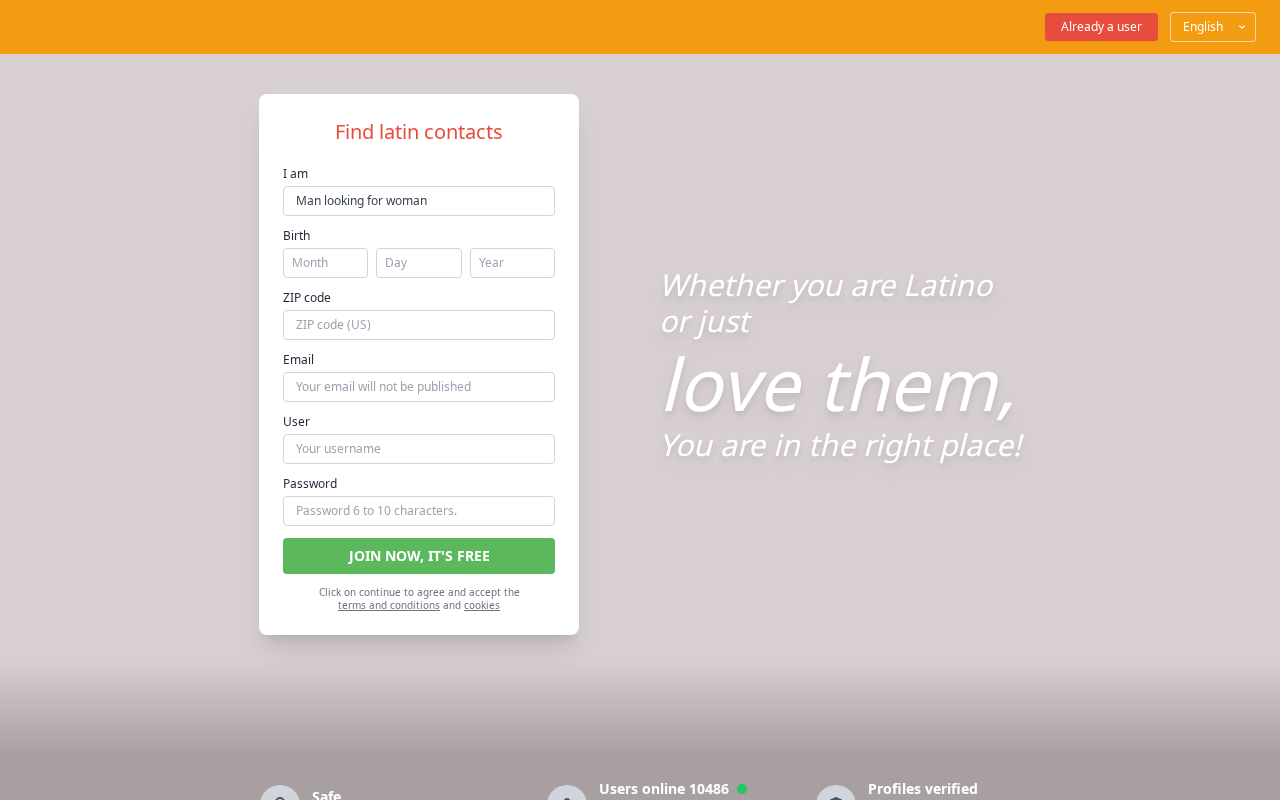 Already a user
English
Find latin contacts
I am
Man looking for woman
Birth
Month Day Year
ZIP code
ZIP code (US)
Email
Your email will not be published
User
Your username
Password
Password 6 to 10 characters.
JOIN NOW, IT'S FREE
Click on continue to agree and accept the
terms and conditions and cookies
Whether you are Latino
or just
love them,
You are in the right place!
Safe
Users online 10486
Profiles verified